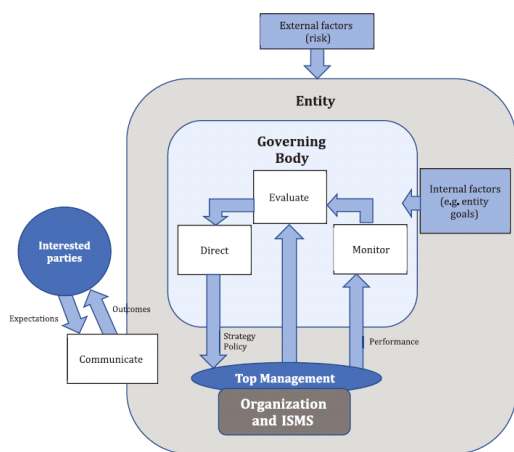 External factors
(risk)
Entity
Governing
Body
Evaluate
Internal factors
(e.g. entity
goals)
Direct
Monitor
Interested
parties
Outcomes
Expectations
Communicate
Strategy
Policy
Performance
Top Management
Organization
and ISMS